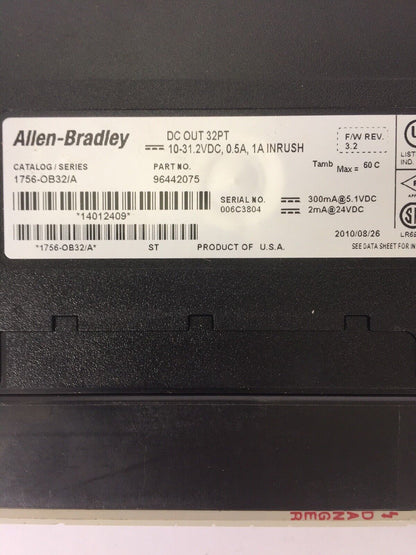 Allen-Bradley
DC OUT 32PT
10-31.2VDC, 0.5A, 1A INRUSH
F/W REV.
3.2
Tamb Max = 60 C
CATALOG / SERIES
1756-OB32/A
PART NO.
96442075
*14012409*
SERIAL NO.
006C3804
300mA@5.1VDC
2mA@24VDC
*1756-OB32/A*
ST
PRODUCT OF U.S.A.
2010/08/26
SEE DATA SHEET FOR
LIST
IND.
DANGER